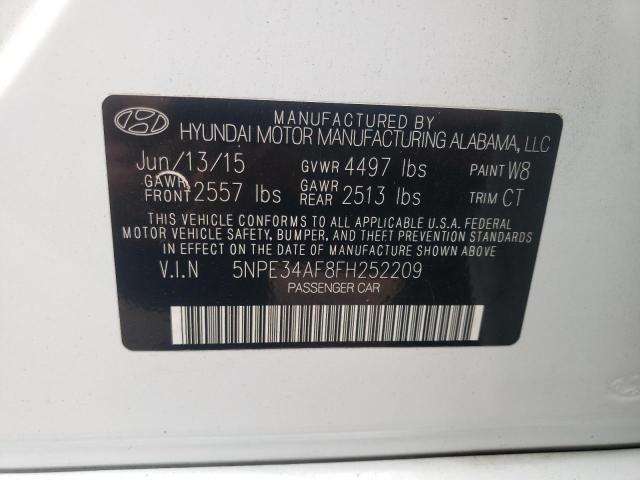 MANUFACTURED BY
HYUNDAI MOTOR MANUFACTURING ALABAMA, LLC
Jun/13/15 GVWR 4497 lbs PAINT W8
GAWR FRONT 2557 lbs GAWR REAR 2513 lbs TRIM CT
THIS VEHICLE CONFORMS TO ALL APPLICABLE U.S.A. FEDERAL
MOTOR VEHICLE SAFETY, BUMPER, AND THEFT PREVENTION STANDARDS
IN EFFECT ON THE DATE OF MANUFACTURE SHOWN ABOVE.
V.I.N 5NPE34AF8FH252209
PASSENGER CAR